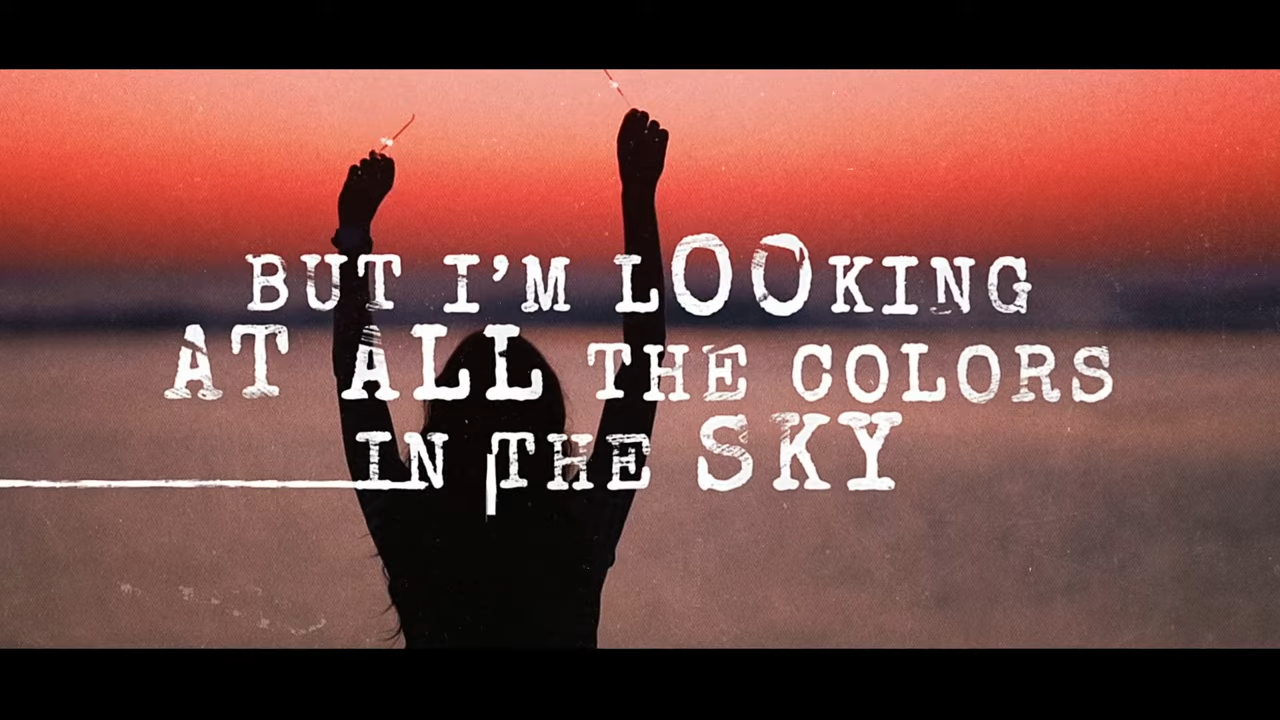 BUT I’M LOOKING
AT ALL THE COLORS
IN THE SKY